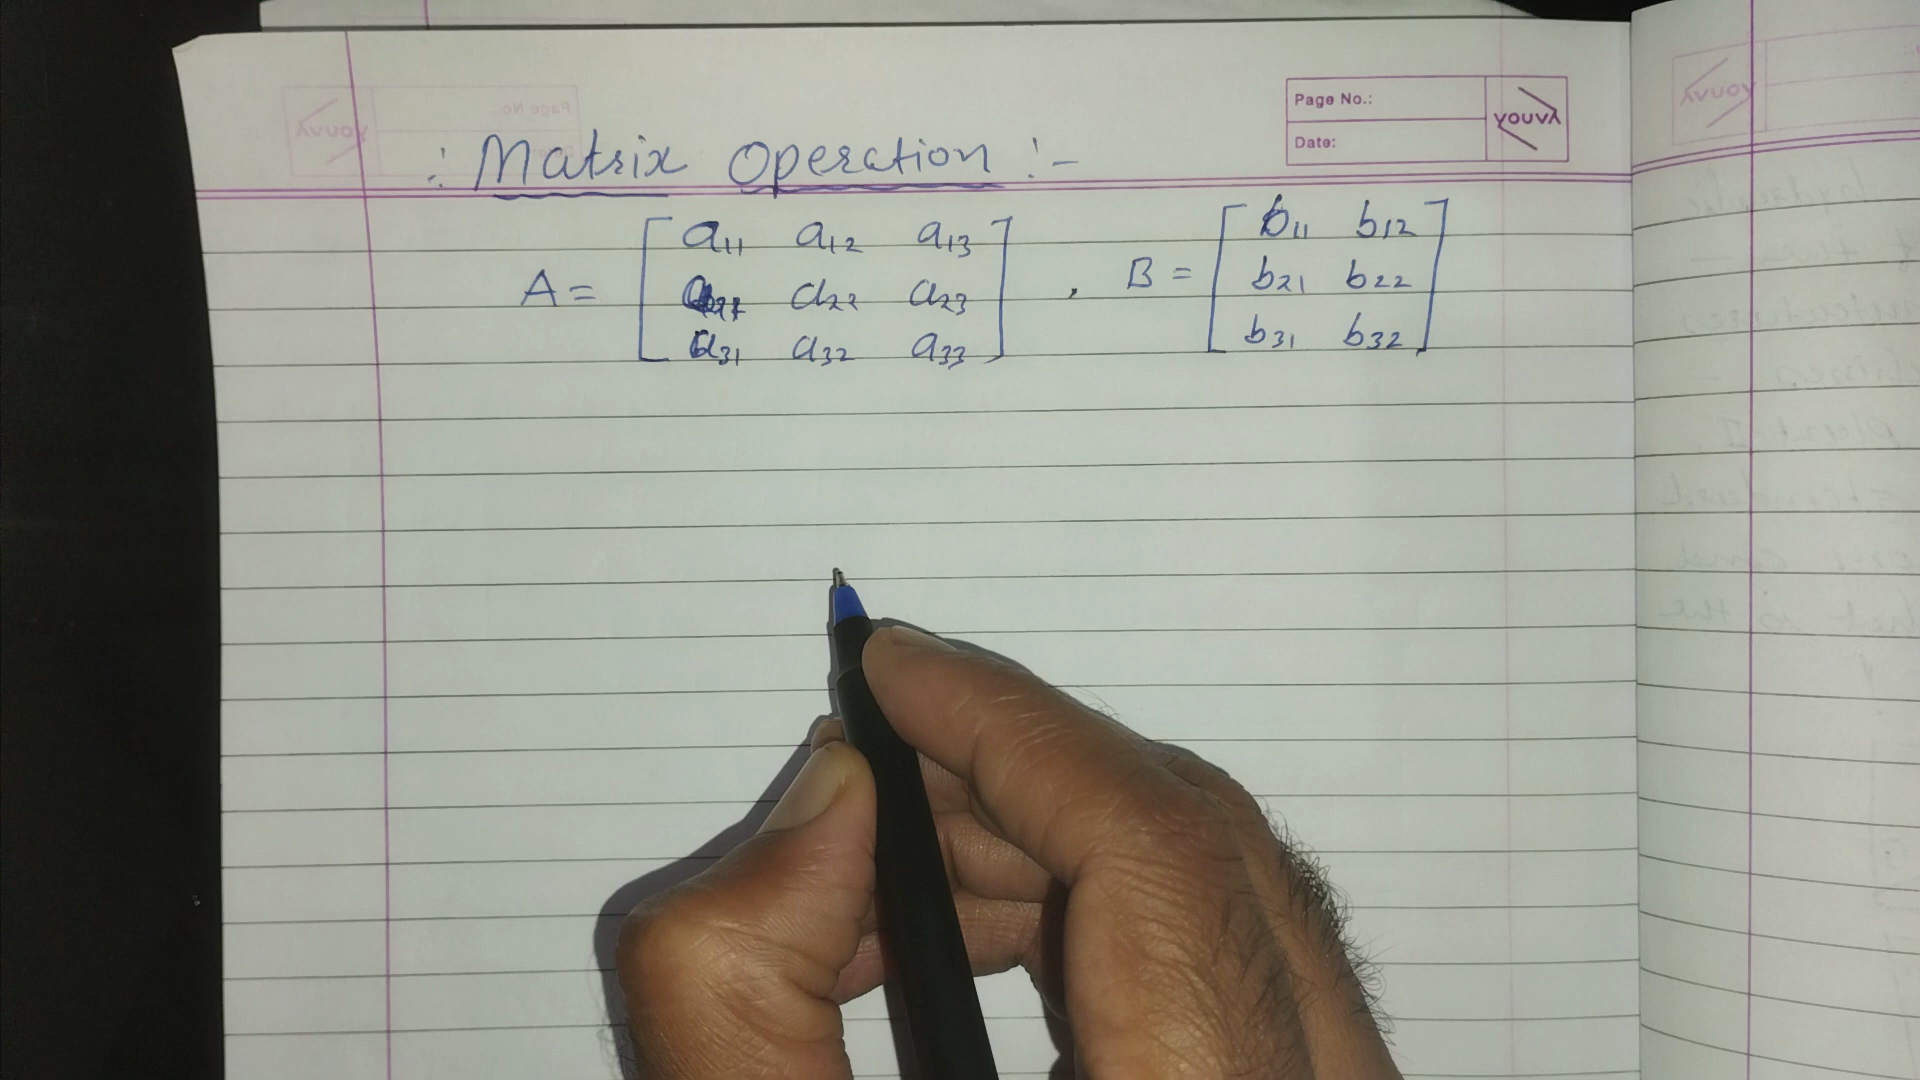 Page No.:
Date:
youvA
: Matrix Operation :-
A = [ a11 a12 a13
a22 a23
a31 a32 a33 ] , B = [ b11 b12
b21 b22
b31 b32 ]